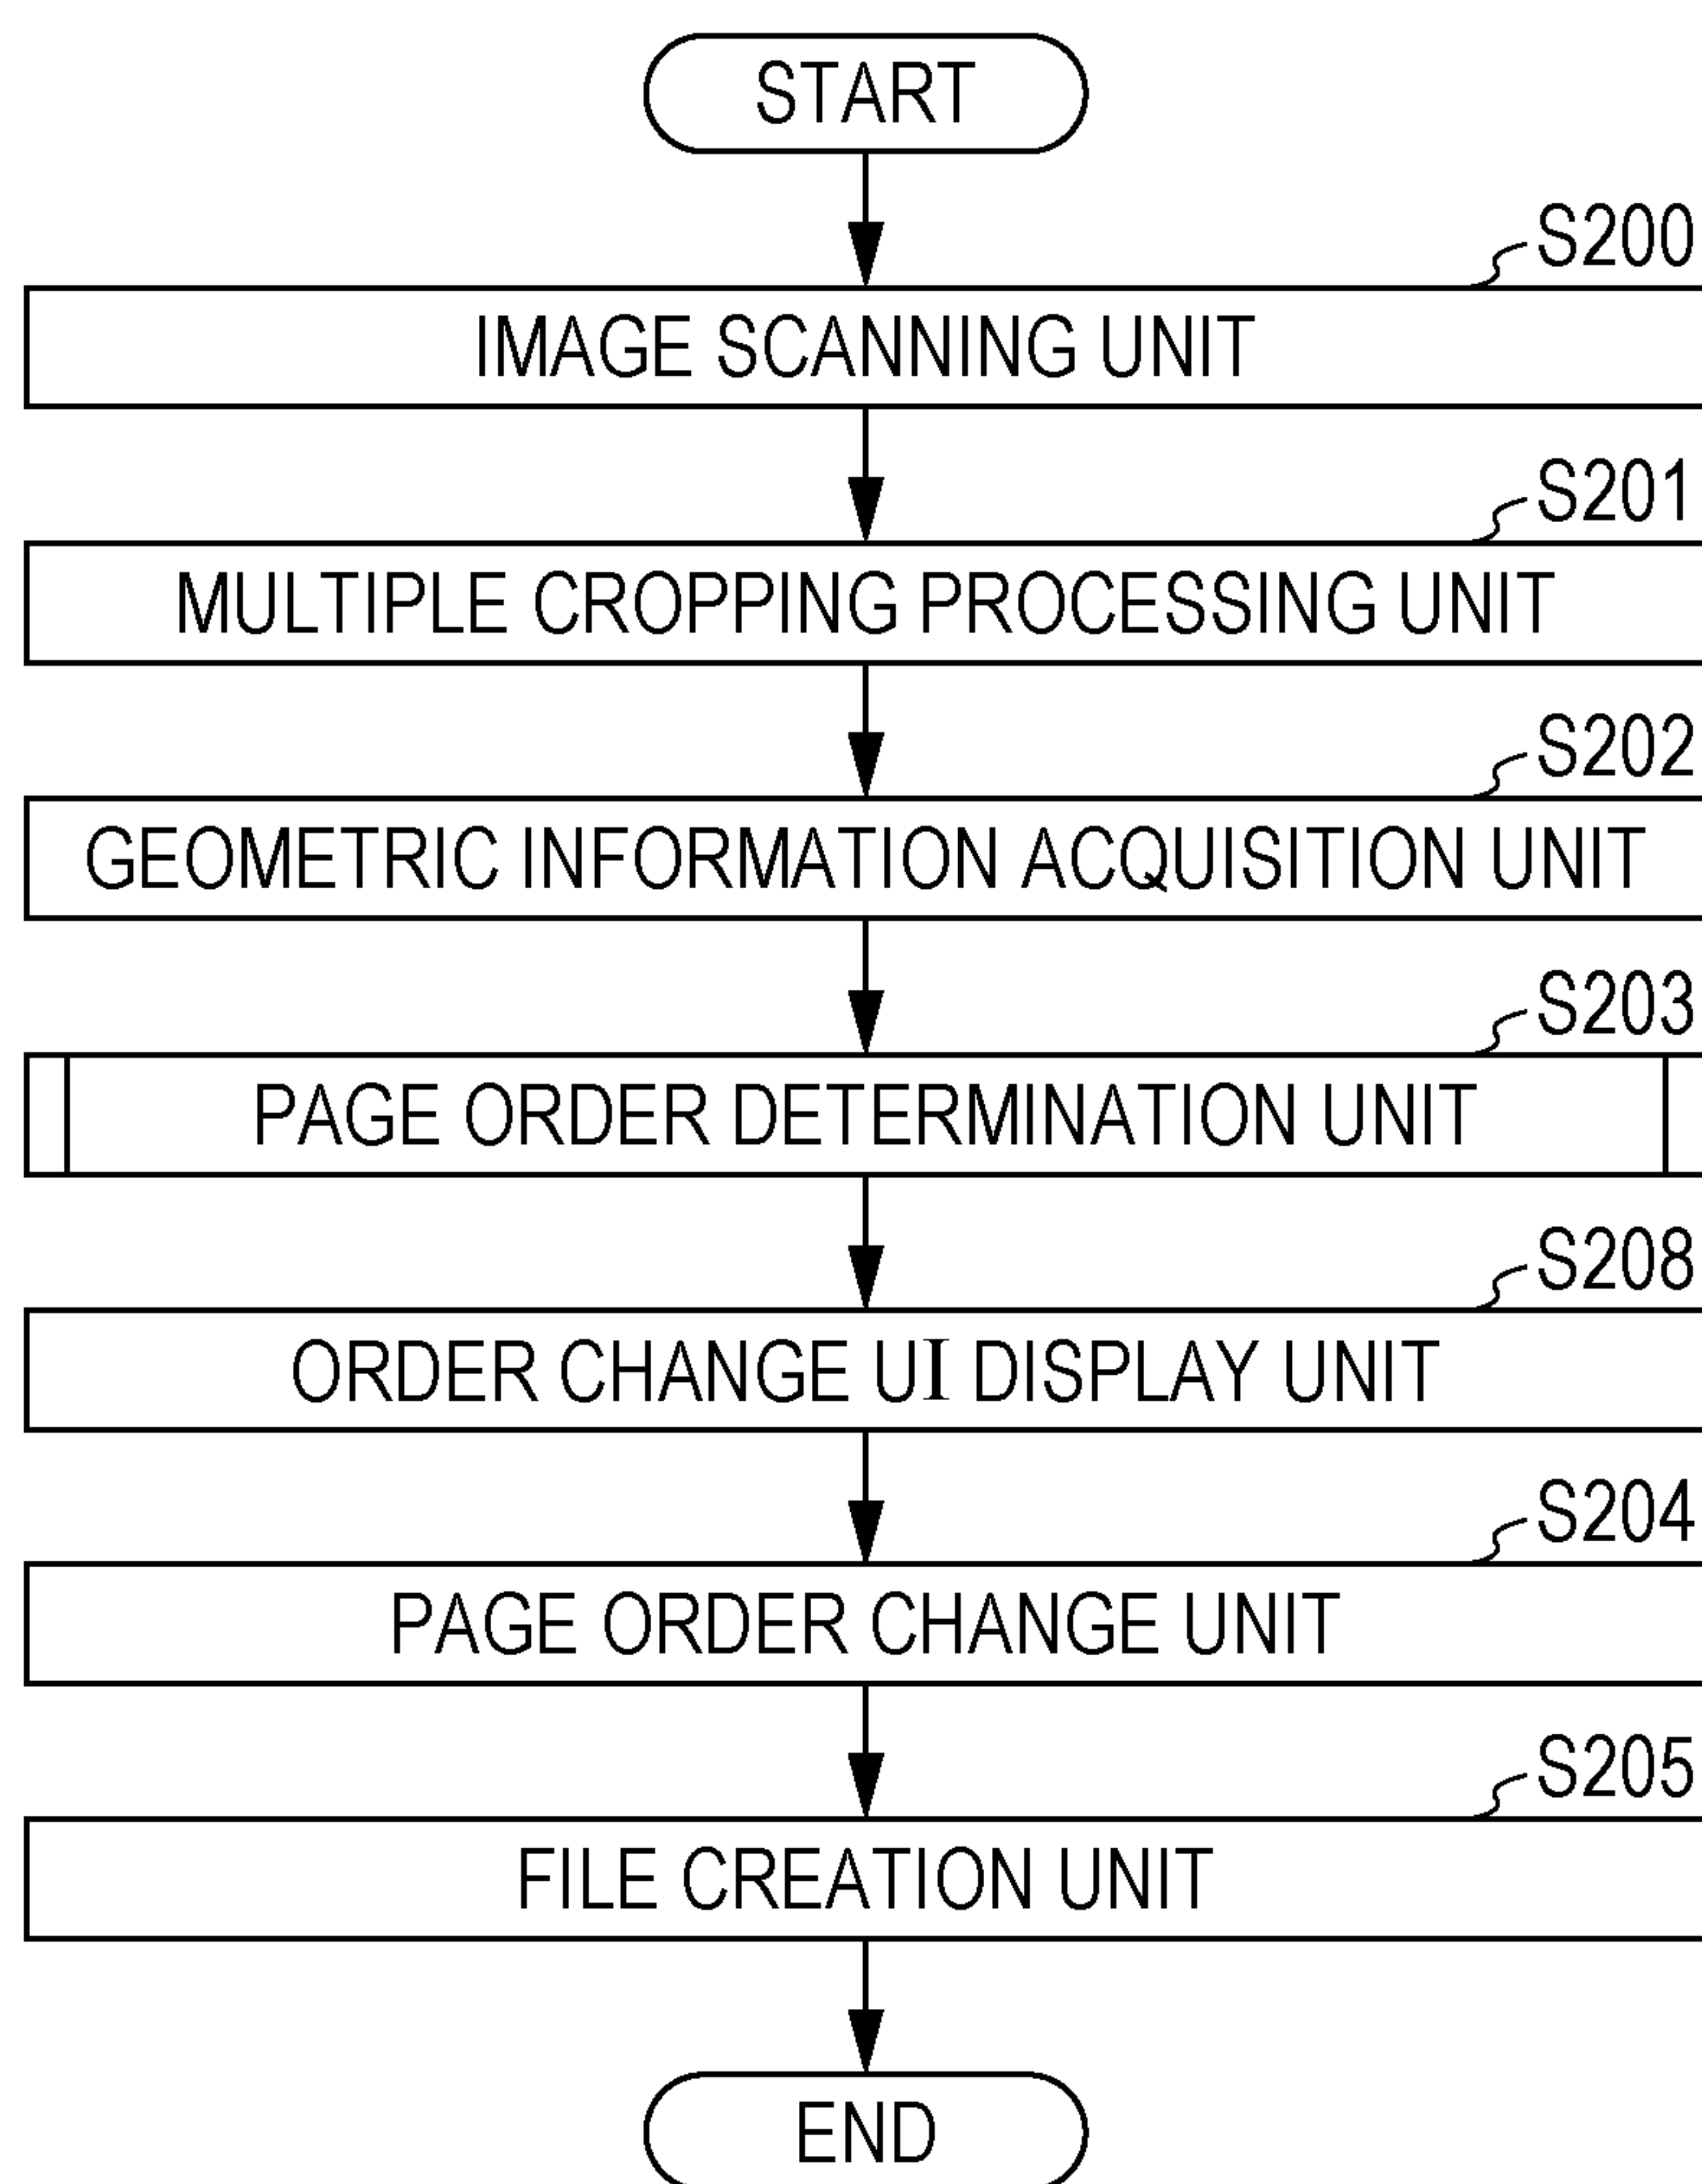 START
S200
IMAGE SCANNING UNIT
S201
MULTIPLE CROPPING PROCESSING UNIT
S202
GEOMETRIC INFORMATION ACQUISITION UNIT
S203
PAGE ORDER DETERMINATION UNIT
S208
ORDER CHANGE UI DISPLAY UNIT
S204
PAGE ORDER CHANGE UNIT
S205
FILE CREATION UNIT
END